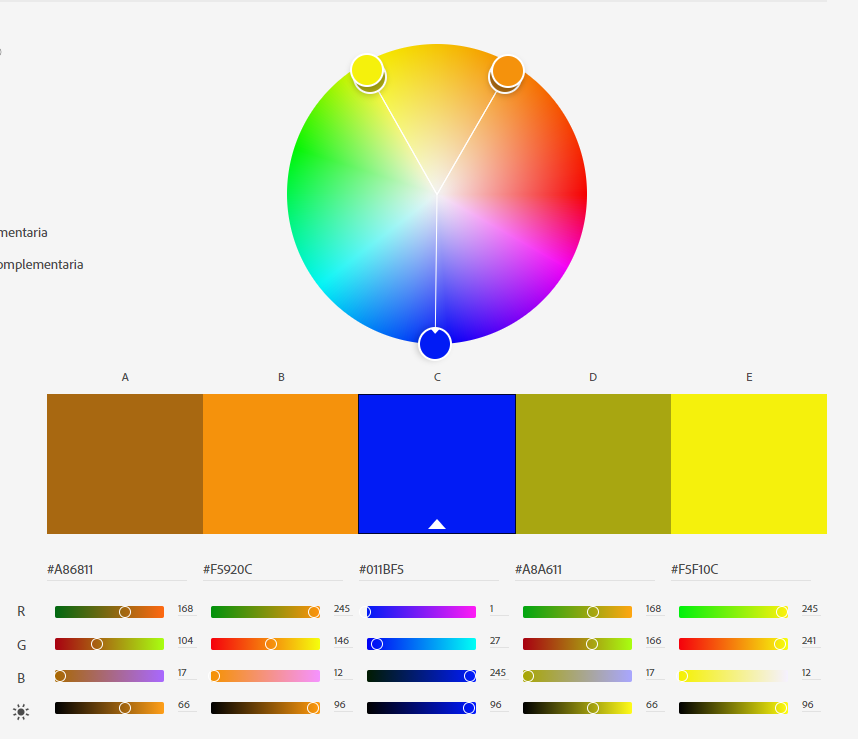 mentaria
omplementaria
A B C D E
#A86811 #F5920C #011BF5 #A8A611 #F5F10C
R 168 245 1 168 245
G 104 146 27 166 241
B 17 12 245 17 12
66 96 96 66 96